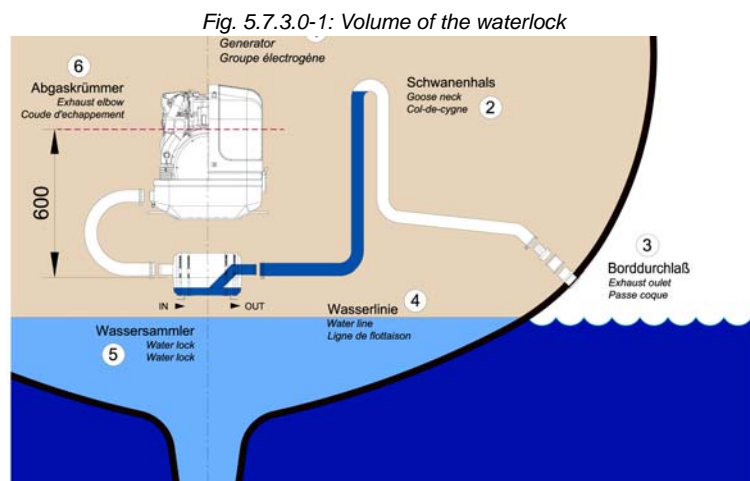 Fig. 5.7.3.0-1: Volume of the waterlock
Generator
Groupe électrogène
6
Abgaskrümmer
Exhaust elbow
Coude d'echappement
Schwanenhals
Goose neck
Col-de-cygne
2
600
3
Borddurchlaß
Exhaust oulet
Passe coque
IN
OUT
Wasserlinie
4
Water line
Ligne de flottaison
Wassersammler
5
Water lock
Water lock